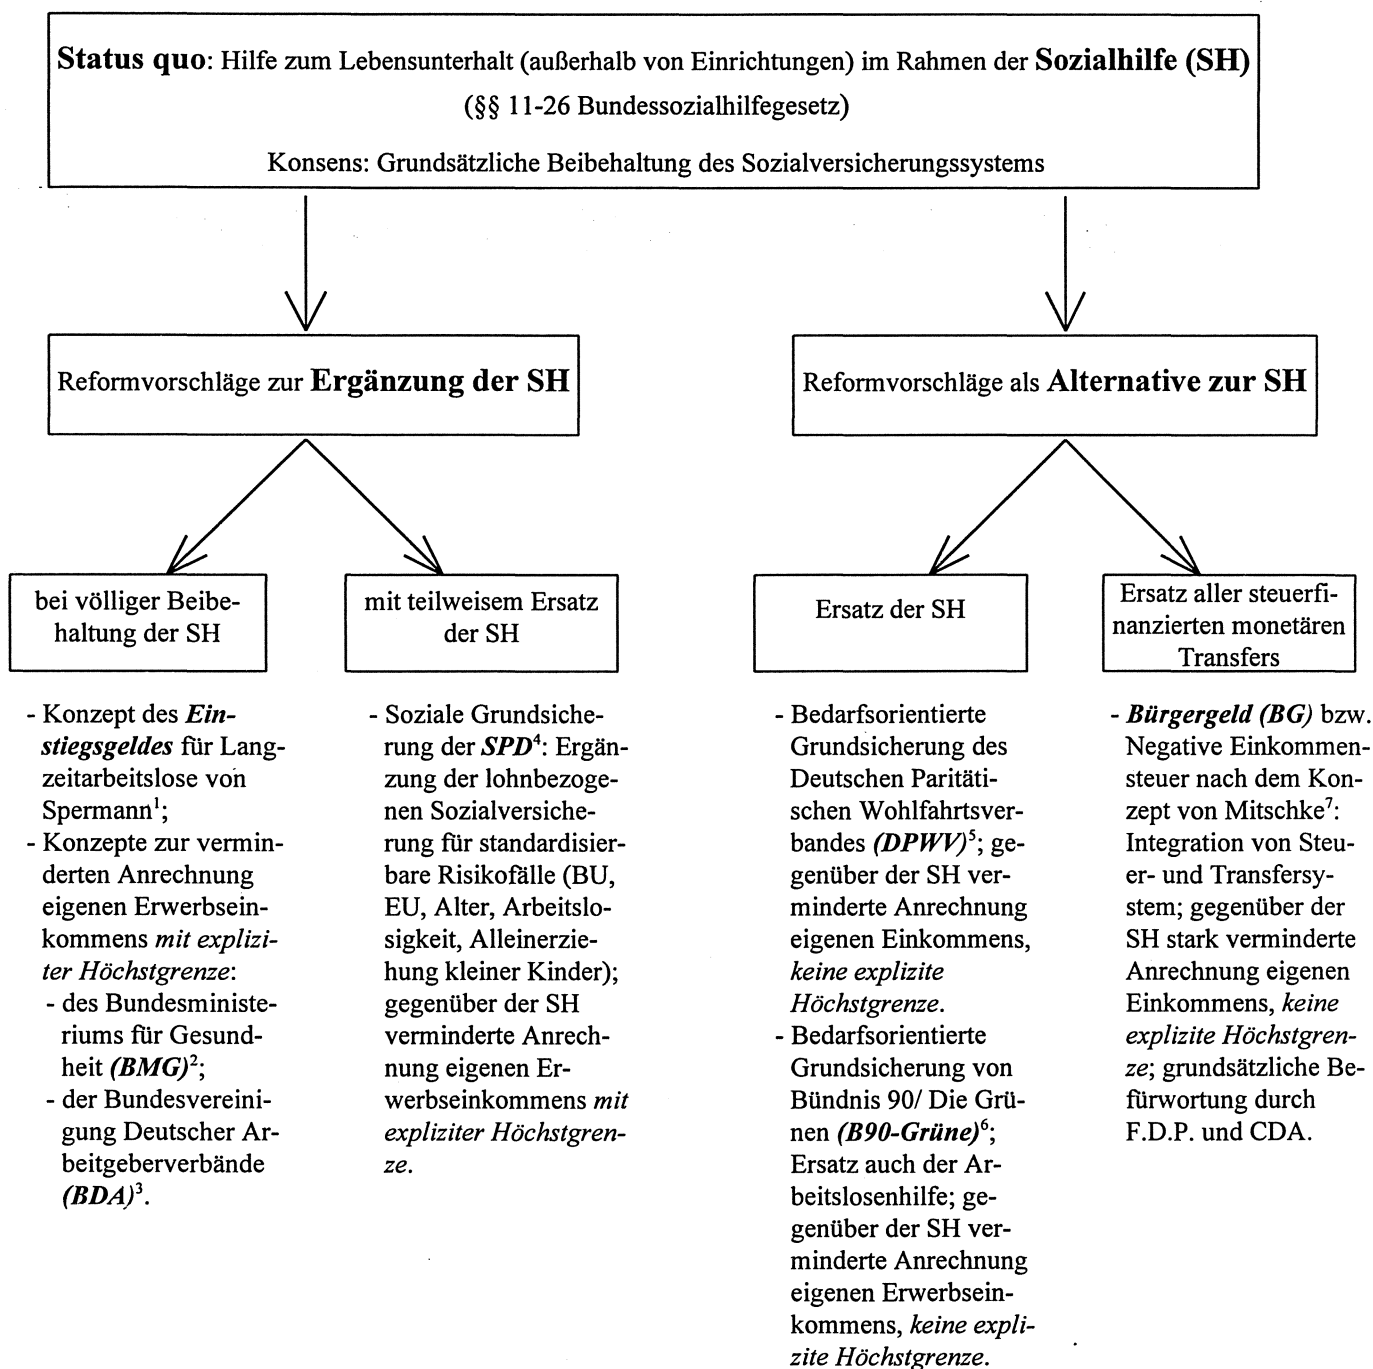 Status quo: Hilfe zum Lebensunterhalt (außerhalb von Einrichtungen) im Rahmen der Sozialhilfe (SH)
(§§ 11-26 Bundessozialhilfegesetz)
Konsens: Grundsätzliche Beibehaltung des Sozialversicherungssystems
Reformvorschläge zur Ergänzung der SH
Reformvorschläge als Alternative zur SH
bei völliger Beibe-
haltung der SH
mit teilweisem Ersatz
der SH
Ersatz der SH
Ersatz aller steuerfi-
nanzierten monetären
Transfers
- Konzept des Ein-
stiegsgeldes für Lang-
zeitarbeitslose von
Spermann¹;
- Konzepte zur vermin-
derten Anrechnung
eigenen Erwerbsein-
kommens mit explizi-
ter Höchstgrenze:
- des Bundesministe-
riums für Gesund-
heit (BMG)²;
- der Bundesvereini-
gung Deutscher Ar-
beitgeberverbände
(BDA)³.
- Soziale Grundsiche-
rung der SPD⁴: Ergän-
zung der lohnbezoge-
nen Sozialversiche-
rung für standardisier-
bare Risikofälle (BU,
EU, Alter, Arbeitslo-
sigkeit, Alleinerzie-
hung kleiner Kinder);
gegenüber der SH
verminderte Anrech-
nung eigenen Er-
werbseinkommens mit
expliziter Höchstgren-
ze.
- Bedarfsorientierte
Grundsicherung des
Deutschen Paritäti-
schen Wohlfahrtsver-
bandes (DPWV)⁵; ge-
genüber der SH ver-
minderte Anrechnung
eigenen Einkommens,
keine explizite
Höchstgrenze.
- Bedarfsorientierte
Grundsicherung von
Bündnis 90/ Die Grü-
nen (B90-Grüne)⁶;
Ersatz auch der Ar-
beitslosenhilfe; ge-
genüber der SH ver-
minderte Anrechnung
eigenen Erwerbsein-
kommens, keine expli-
zite Höchstgrenze.
- Bürgergeld (BG) bzw.
Negative Einkommen-
steuer nach dem Kon-
zept von Mitschke⁷:
Integration von Steu-
er- und Transfersy-
stem; gegenüber der
SH stark verminderte
Anrechnung eigenen
Einkommens, keine
explizite Höchstgren-
ze; grundsätzliche Be-
fürwortung durch
F.D.P. und CDA.